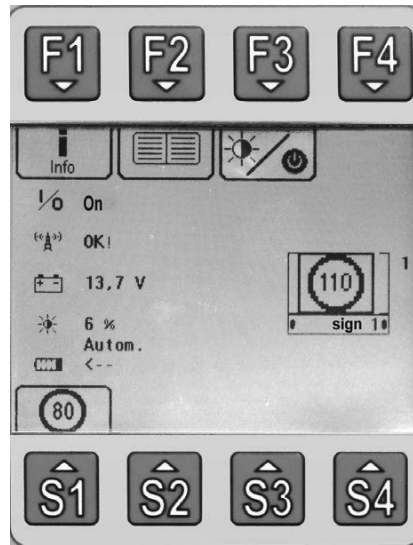 F1 F2 F3 F4
Info
I/O On
OK!
110 1
13,7 V
sign 1
6 %
Autom.
<--
80
S1 S2 S3 S4